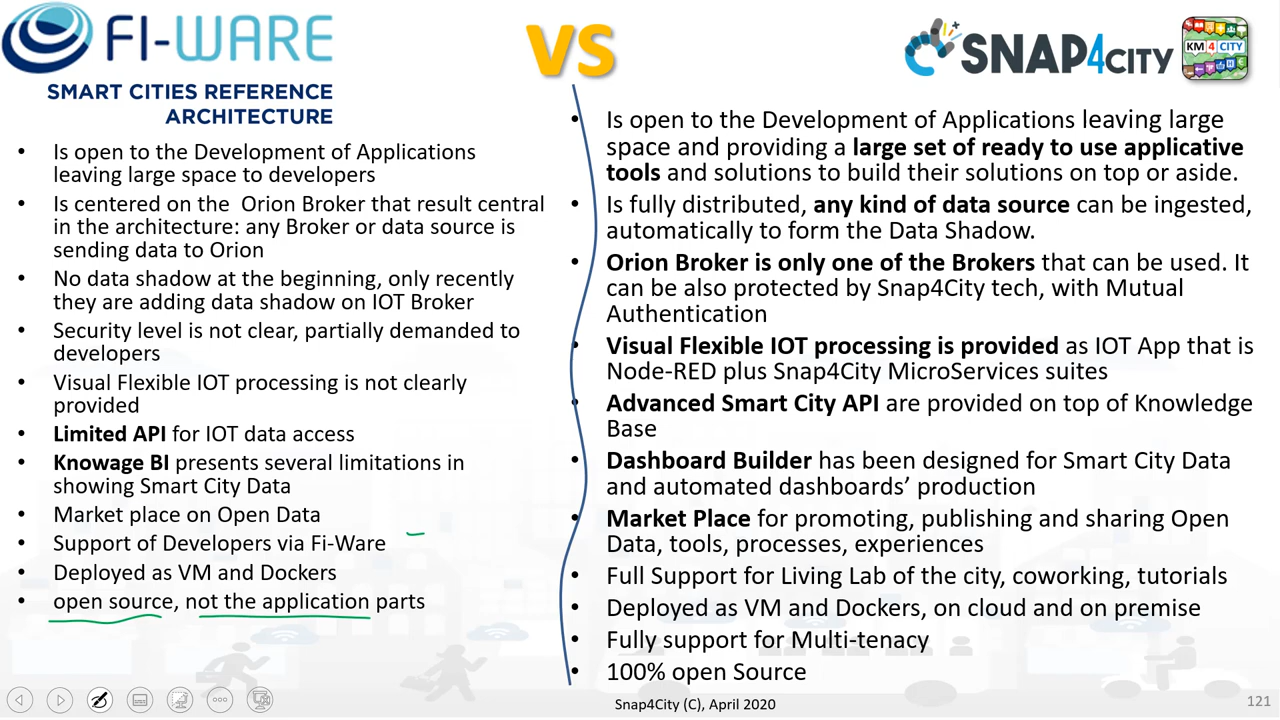 FI-WARE
SMART CITIES REFERENCE
ARCHITECTURE
• Is open to the Development of Applications
leaving large space to developers
• Is centered on the Orion Broker that result central
in the architecture: any Broker or data source is
sending data to Orion
• No data shadow at the beginning, only recently
they are adding data shadow on IOT Broker
• Security level is not clear, partially demanded to
developers
• Visual Flexible IOT processing is not clearly
provided
• Limited API for IOT data access
• Knowage BI presents several limitations in
showing Smart City Data
• Market place on Open Data
• Support of Developers via Fi-Ware
• Deployed as VM and Dockers
• open source, not the application parts
VS
SNAP4CITY
KM4CITY
• Is open to the Development of Applications leaving large
space and providing a large set of ready to use applicative
tools and solutions to build their solutions on top or aside.
• Is fully distributed, any kind of data source can be ingested,
automatically to form the Data Shadow.
• Orion Broker is only one of the Brokers that can be used. It
can be also protected by Snap4City tech, with Mutual
Authentication
• Visual Flexible IOT processing is provided as IOT App that is
Node-RED plus Snap4City MicroServices suites
• Advanced Smart City API are provided on top of Knowledge
Base
• Dashboard Builder has been designed for Smart City Data
and automated dashboards’ production
• Market Place for promoting, publishing and sharing Open
Data, tools, processes, experiences
• Full Support for Living Lab of the city, coworking, tutorials
• Deployed as VM and Dockers, on cloud and on premise
• Fully support for Multi-tenacy
• 100% open Source
Snap4City (C), April 2020
121